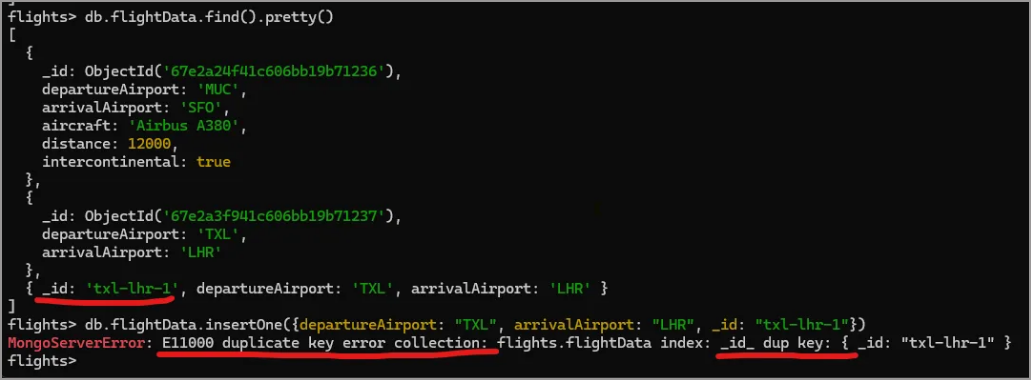 ]
flights> db.flightData.find().pretty()
[
  {
    _id: ObjectId('67e2a24f41c606bb19b71236'),
    departureAirport: 'MUC',
    arrivalAirport: 'SFO',
    aircraft: 'Airbus A380',
    distance: 12000,
    intercontinental: true
  },
  {
    _id: ObjectId('67e2a3f941c606bb19b71237'),
    departureAirport: 'TXL',
    arrivalAirport: 'LHR'
  },
  { _id: 'txl-lhr-1', departureAirport: 'TXL', arrivalAirport: 'LHR' }
]
flights> db.flightData.insertOne({departureAirport: "TXL", arrivalAirport: "LHR", _id: "txl-lhr-1"})
MongoServerError: E11000 duplicate key error collection: flights.flightData index: _id_ dup key: { _id: "txl-lhr-1" }
flights>